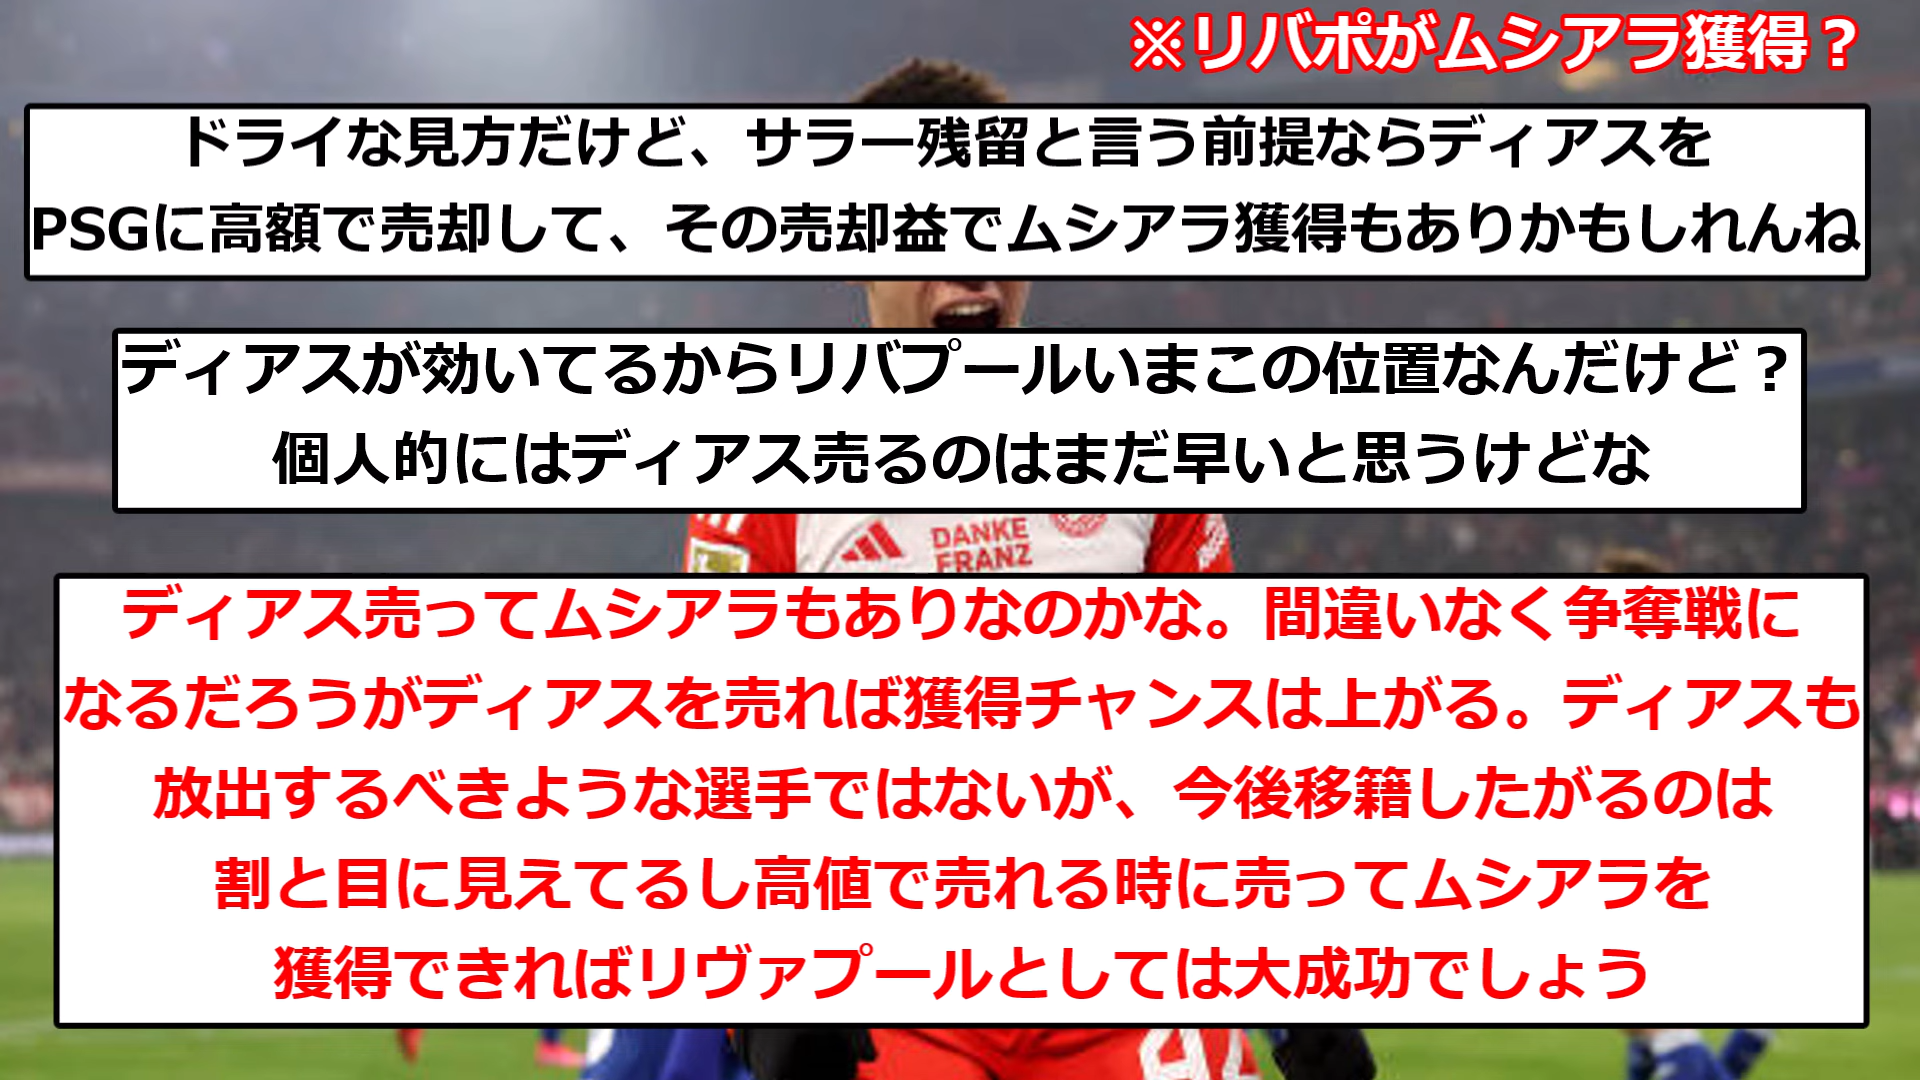 ※リバポがムシアラ獲得？
ドライな見方だけど、サラー残留と言う前提ならディアスを
PSGに高額で売却して、その売却益でムシアラ獲得もありかもしれんね
ディアスが効いてるからリバプールいまこの位置なんだけど？
個人的にはディアス売るのはまだ早いと思うけどな
DANKE
FRANZ
ディアス売ってムシアラもありなのかな。間違いなく争奪戦に
なるだろうがディアスを売れば獲得チャンスは上がる。ディアスも
放出するべきような選手ではないが、今後移籍したがるのは
割と目に見えてるし高値で売れる時に売ってムシアラを
獲得できればリヴァプールとしては大成功でしょう